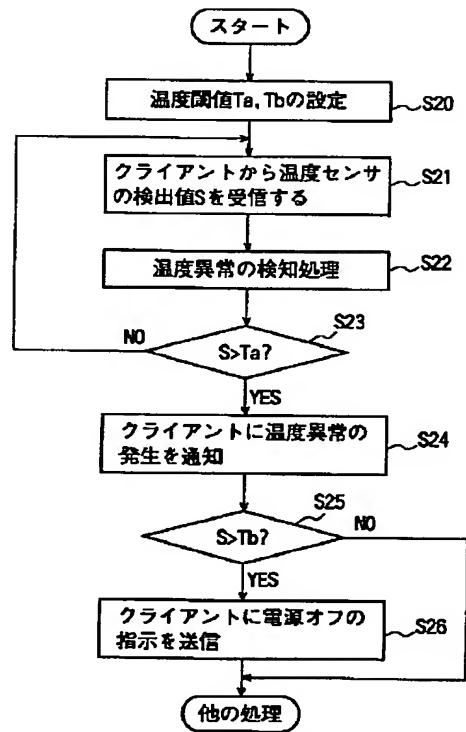 スタート
温度閾値Ta,Tbの設定
S20
クライアントから温度センサ
の検出値Sを受信する
S21
温度異常の検知処理
S22
S23
NO
S>Ta?
YES
クライアントに温度異常の
発生を通知
S24
S25
NO
S>Tb?
YES
クライアントに電源オフの
指示を送信
S26
他の処理